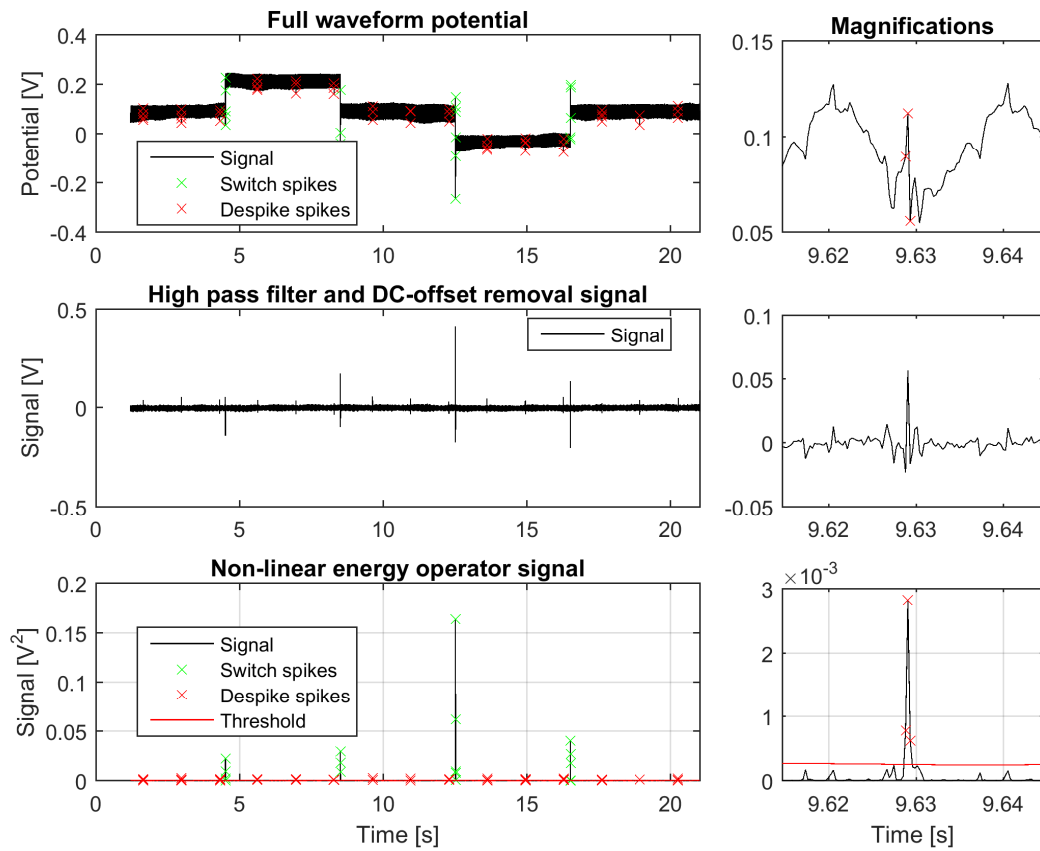 Full waveform potential
Magnifications
Potential [V]
0.4
0.2
0
-0.2
-0.4
Signal
Switch spikes
Despike spikes
0 5 10 15 20
0.15
0.1
0.05
9.62 9.63 9.64
High pass filter and DC-offset removal signal
Signal [V]
0.5
0
-0.5
Signal
0 5 10 15 20
0.1
0.05
0
-0.05
9.62 9.63 9.64
Non-linear energy operator signal
Signal [V²]
0.2
0.15
0.1
0.05
0
Signal
Switch spikes
Despike spikes
Threshold
0 5 10 15 20
Time [s]
×10⁻³
3
2
1
0
9.62 9.63 9.64
Time [s]